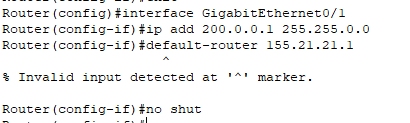 Router(config)#interface GigabitEthernet0/1
Router(config-if)#ip add 200.0.0.1 255.255.0.0
Router(config-if)#default-router 155.21.21.1
^
% Invalid input detected at '^' marker.
Router(config-if)#no shut